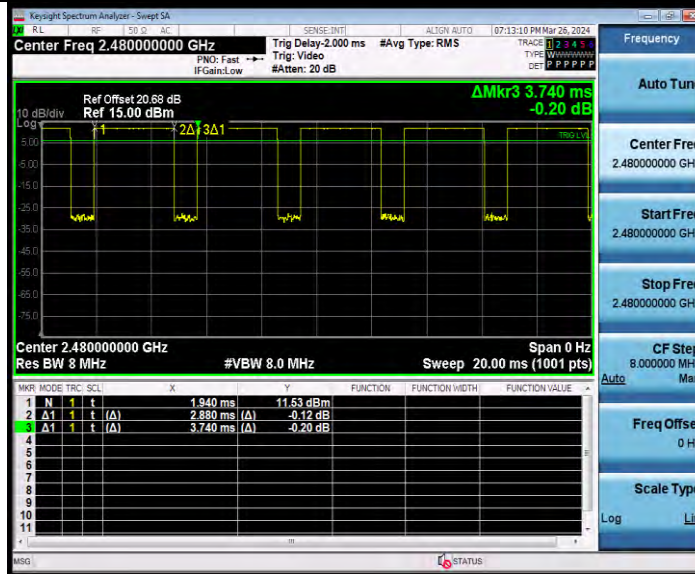 Keysight Spectrum Analyzer - Swept SA
RL RF 50 Ω AC SENSE:INT ALIGN AUTO 07:13:10 PM Mar 26, 2024
Center Freq 2.480000000 GHz
PNO: Fast
IFGain:Low
Trig Delay-2.000 ms
Trig: Video
#Atten: 20 dB
#Avg Type: RMS
TRACE 1 2 3 4 5 6
TYPE
DET P P P P P P
Ref Offset 20.68 dB
10 dB/div Ref 15.00 dBm
Log
ΔMkr3 3.740 ms
-0.20 dB
1 2Δ1 3Δ1
TRIG LVL
5.00
-5.00
-15.0
-25.0
-35.0
-45.0
-55.0
-65.0
-75.0
Center 2.480000000 GHz Span 0 Hz
Res BW 8 MHz #VBW 8.0 MHz Sweep 20.00 ms (1001 pts)
MKR MODE TRC SCL X Y FUNCTION FUNCTION WIDTH FUNCTION VALUE
1 N 1 t 1.940 ms 11.53 dBm
2 Δ1 1 t (Δ) 2.880 ms (Δ) -0.12 dB
3 Δ1 1 t (Δ) 3.740 ms (Δ) -0.20 dB
4
5
6
7
8
9
10
11
MSG STATUS
Frequency
Auto Tun
Center Fre
2.480000000 GH
Start Fre
2.480000000 GH
Stop Fre
2.480000000 GH
CF Step
8.000000 MH
Auto Ma
Freq Offse
0 H
Scale Type
Log Li